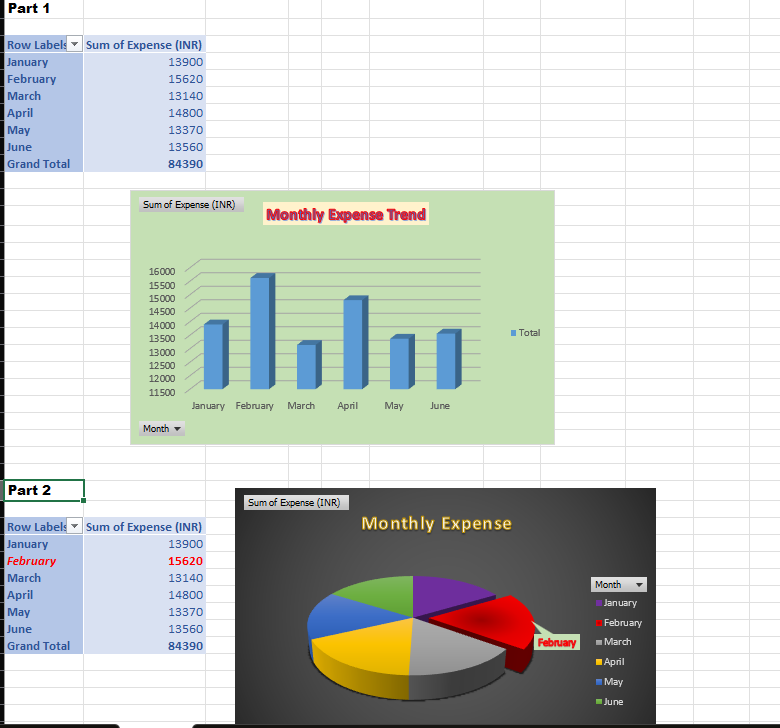 Part 1
Row Labels Sum of Expense (INR)
January 13900
February 15620
March 13140
April 14800
May 13370
June 13560
Grand Total 84390
Sum of Expense (INR)
Monthly Expense Trend
16000
15500
15000
14500
14000
13500
13000
12500
12000
11500
Total
January February March April May June
Month
Part 2
Row Labels Sum of Expense (INR)
January 13900
February 15620
March 13140
April 14800
May 13370
June 13560
Grand Total 84390
Sum of Expense (INR)
Monthly Expense
February
Month
January
February
March
April
May
June